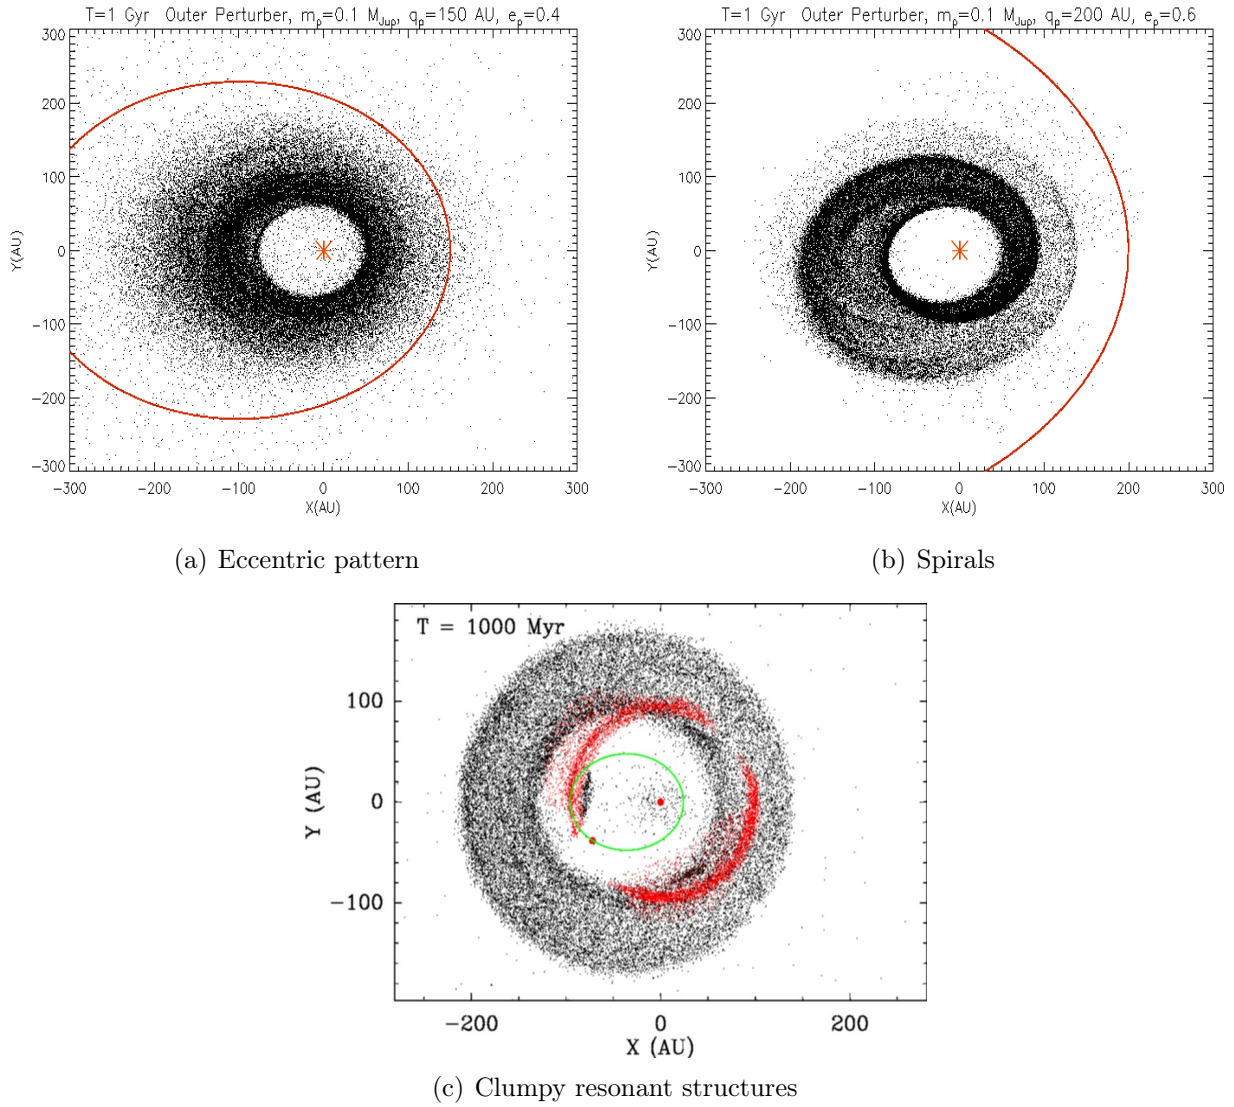 T=1 Gyr Outer Perturber, mp=0.1 MJup, qp=150 AU, ep=0.4
300
200
100
0
-100
-200
-300
Y(AU)
-300 -200 -100 0 100 200 300
X(AU)
(a) Eccentric pattern
T=1 Gyr Outer Perturber, mp=0.1 MJup, qp=200 AU, ep=0.6
300
200
100
0
-100
-200
-300
Y(AU)
-300 -200 -100 0 100 200 300
X(AU)
(b) Spirals
T = 1000 Myr
100
0
-100
Y (AU)
-200 0 200
X (AU)
(c) Clumpy resonant structures